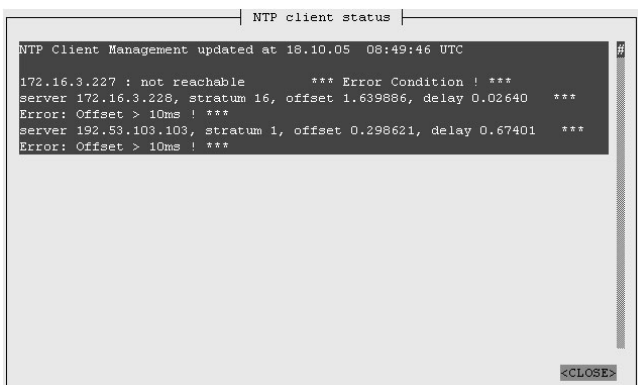 NTP client status
NTP Client Management updated at 18.10.05  08:49:46 UTC
#
172.16.3.227 : not reachable        *** Error Condition ! ***
server 172.16.3.228, stratum 16, offset 1.639886, delay 0.02640   ***
Error: Offset > 10ms ! ***
server 192.53.103.103, stratum 1, offset 0.298621, delay 0.67401   ***
Error: Offset > 10ms ! ***
<CLOSE>